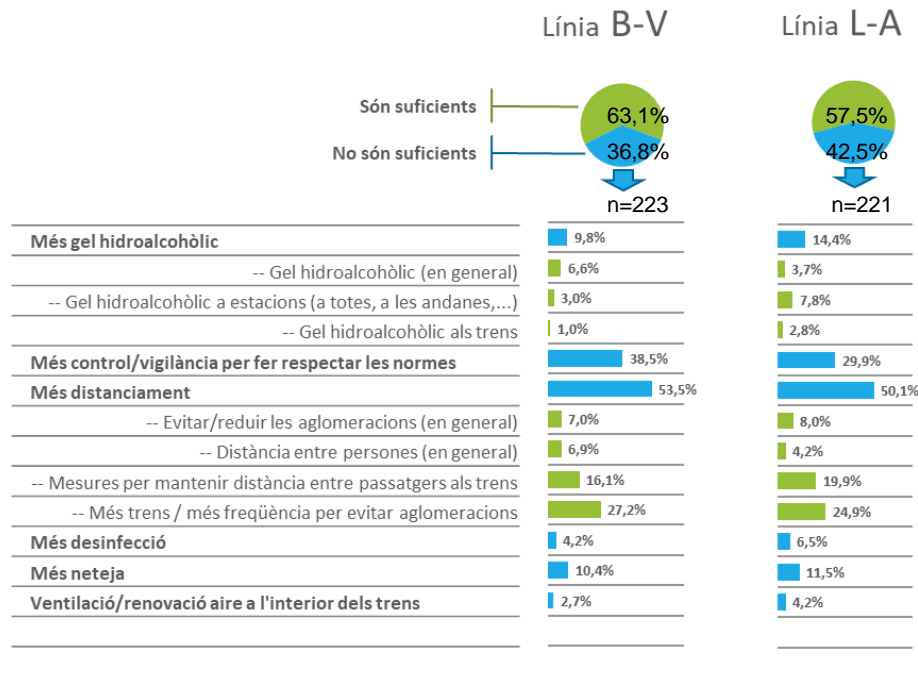 Línia B-V Línia L-A
Són suficients 63,1% 57,5%
No són suficients 36,8% 42,5%
n=223 n=221
Més gel hidroalcohòlic 9,8% 14,4%
-- Gel hidroalcohòlic (en general) 6,6% 3,7%
-- Gel hidroalcohòlic a estacions (a totes, a les andanes,...) 3,0% 7,8%
-- Gel hidroalcohòlic als trens 1,0% 2,8%
Més control/vigilància per fer respectar les normes 38,5% 29,9%
Més distanciament 53,5% 50,1%
-- Evitar/reduir les aglomeracions (en general) 7,0% 8,0%
-- Distància entre persones (en general) 6,9% 4,2%
-- Mesures per mantenir distància entre passatgers als trens 16,1% 19,9%
-- Més trens / més freqüència per evitar aglomeracions 27,2% 24,9%
Més desinfecció 4,2% 6,5%
Més neteja 10,4% 11,5%
Ventilació/renovació aire a l'interior dels trens 2,7% 4,2%